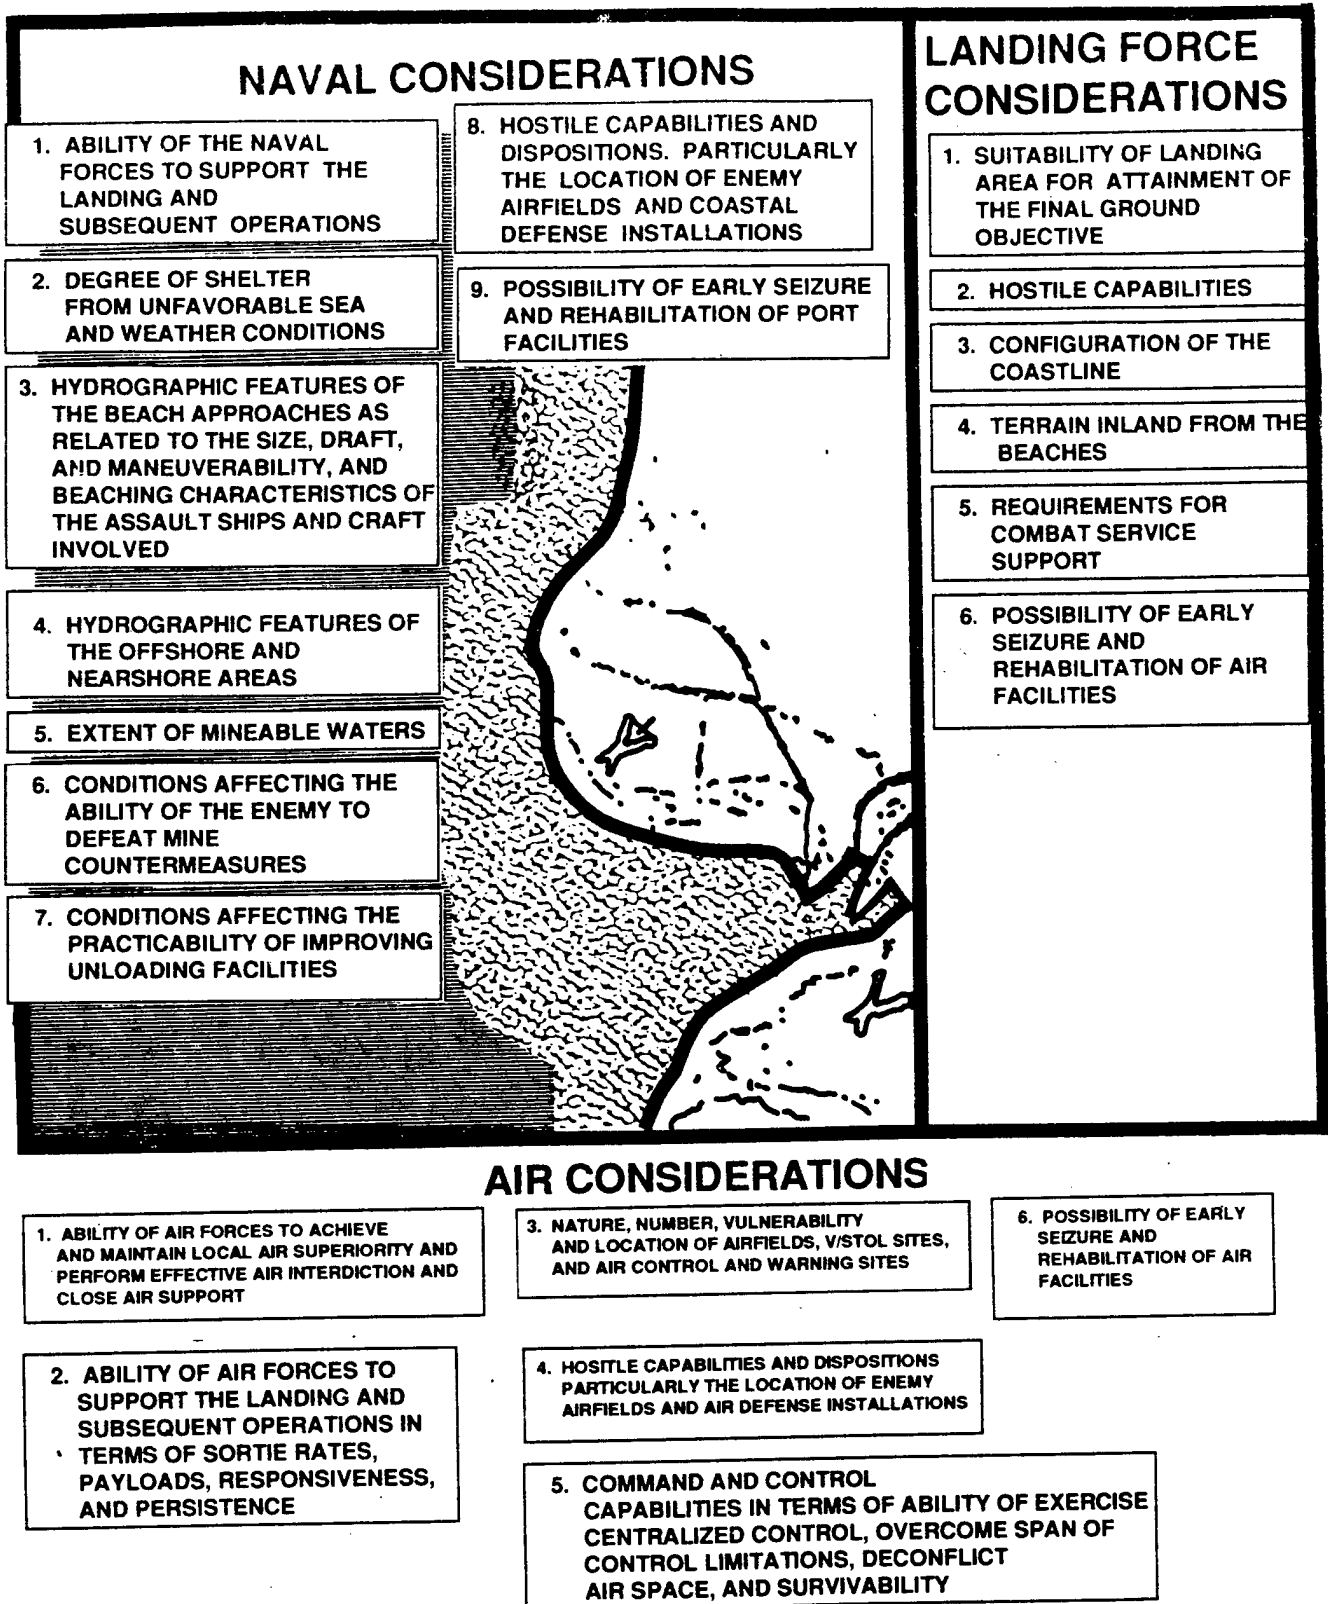 NAVAL CONSIDERATIONS
1. ABILITY OF THE NAVAL
FORCES TO SUPPORT THE
LANDING AND
SUBSEQUENT OPERATIONS
2. DEGREE OF SHELTER
FROM UNFAVORABLE SEA
AND WEATHER CONDITIONS
3. HYDROGRAPHIC FEATURES OF
THE BEACH APPROACHES AS
RELATED TO THE SIZE, DRAFT,
AND MANEUVERABILITY, AND
BEACHING CHARACTERISTICS OF
THE ASSAULT SHIPS AND CRAFT
INVOLVED
4. HYDROGRAPHIC FEATURES OF
THE OFFSHORE AND
NEARSHORE AREAS
5. EXTENT OF MINEABLE WATERS
6. CONDITIONS AFFECTING THE
ABILITY OF THE ENEMY TO
DEFEAT MINE
COUNTERMEASURES
7. CONDITIONS AFFECTING THE
PRACTICABILITY OF IMPROVING
UNLOADING FACILITIES
8. HOSTILE CAPABILITIES AND
DISPOSITIONS. PARTICULARLY
THE LOCATION OF ENEMY
AIRFIELDS AND COASTAL
DEFENSE INSTALLATIONS
9. POSSIBILITY OF EARLY SEIZURE
AND REHABILITATION OF PORT
FACILITIES
LANDING FORCE
CONSIDERATIONS
1. SUITABILITY OF LANDING
AREA FOR ATTAINMENT OF
THE FINAL GROUND
OBJECTIVE
2. HOSTILE CAPABILITIES
3. CONFIGURATION OF THE
COASTLINE
4. TERRAIN INLAND FROM THE
BEACHES
5. REQUIREMENTS FOR
COMBAT SERVICE
SUPPORT
6. POSSIBILITY OF EARLY
SEIZURE AND
REHABILITATION OF AIR
FACILITIES
AIR CONSIDERATIONS
1. ABILITY OF AIR FORCES TO ACHIEVE
AND MAINTAIN LOCAL AIR SUPERIORITY AND
PERFORM EFFECTIVE AIR INTERDICTION AND
CLOSE AIR SUPPORT
2. ABILITY OF AIR FORCES TO
SUPPORT THE LANDING AND
SUBSEQUENT OPERATIONS IN
TERMS OF SORTIE RATES,
PAYLOADS, RESPONSIVENESS,
AND PERSISTENCE
3. NATURE, NUMBER, VULNERABILITY
AND LOCATION OF AIRFIELDS, V/STOL SITES,
AND AIR CONTROL AND WARNING SITES
4. HOSITLE CAPABILITIES AND DISPOSITIONS
PARTICULARLY THE LOCATION OF ENEMY
AIRFIELDS AND AIR DEFENSE INSTALLATIONS
5. COMMAND AND CONTROL
CAPABILITIES IN TERMS OF ABILITY OF EXERCISE
CENTRALIZED CONTROL, OVERCOME SPAN OF
CONTROL LIMITATIONS, DECONFLICT
AIR SPACE, AND SURVIVABILITY
6. POSSIBILITY OF EARLY
SEIZURE AND
REHABILITATION OF AIR
FACILITIES